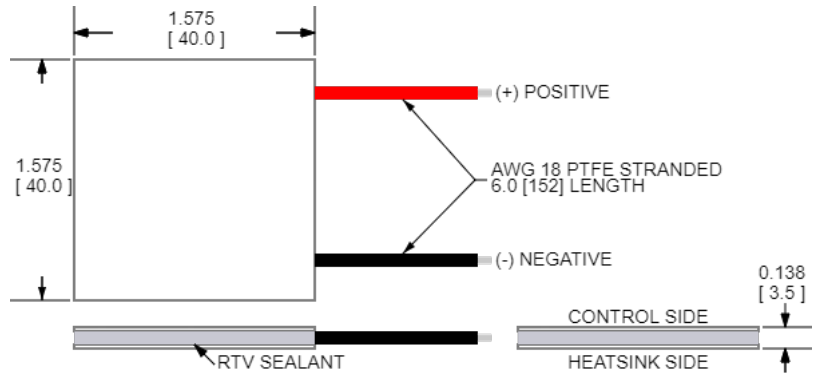 1.575
[ 40.0 ]
(+) POSITIVE
1.575
[ 40.0 ]
AWG 18 PTFE STRANDED
6.0 [152] LENGTH
(-) NEGATIVE
0.138
[ 3.5 ]
CONTROL SIDE
RTV SEALANT
HEATSINK SIDE